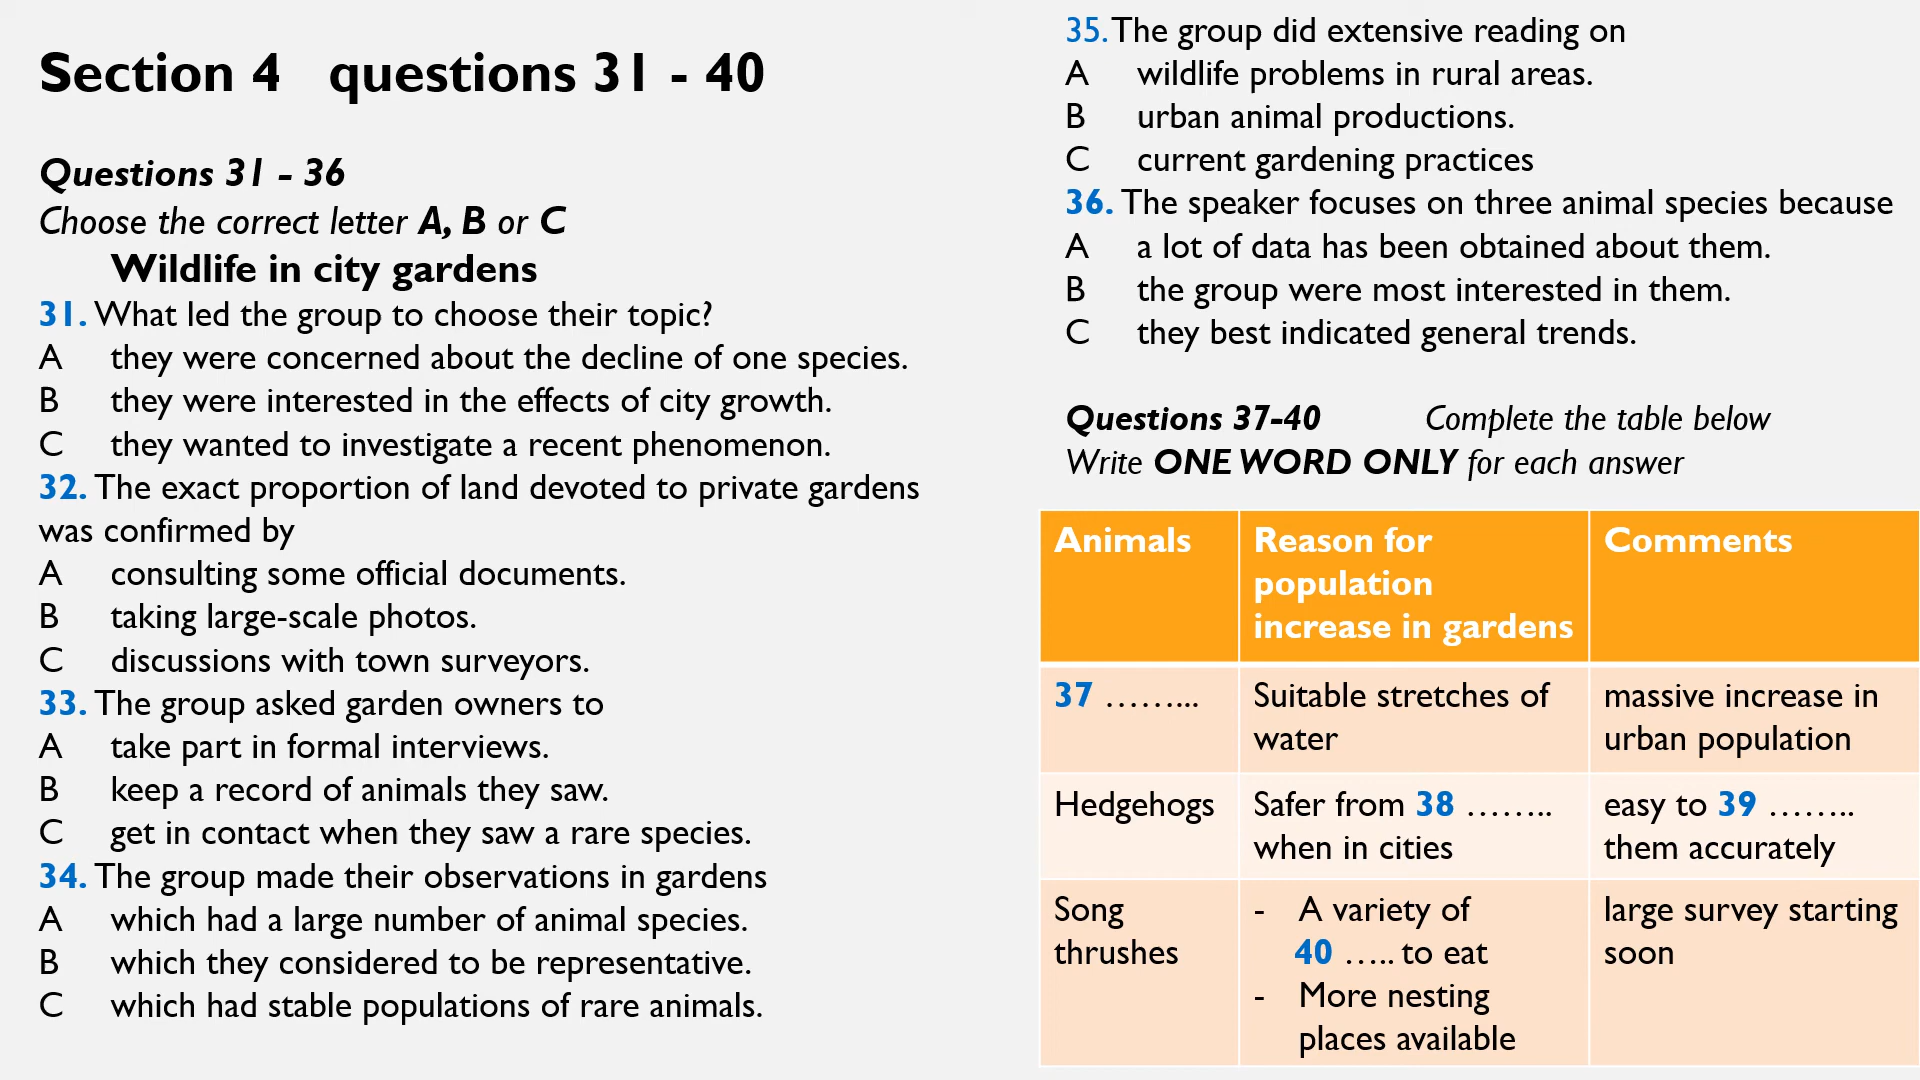 Section 4 questions 31 - 40
Questions 31 - 36
Choose the correct letter A, B or C
Wildlife in city gardens
31. What led the group to choose their topic?
A they were concerned about the decline of one species.
B they were interested in the effects of city growth.
C they wanted to investigate a recent phenomenon.
32. The exact proportion of land devoted to private gardens
was confirmed by
A consulting some official documents.
B taking large-scale photos.
C discussions with town surveyors.
33. The group asked garden owners to
A take part in formal interviews.
B keep a record of animals they saw.
C get in contact when they saw a rare species.
34. The group made their observations in gardens
A which had a large number of animal species.
B which they considered to be representative.
C which had stable populations of rare animals.
35. The group did extensive reading on
A wildlife problems in rural areas.
B urban animal productions.
C current gardening practices
36. The speaker focuses on three animal species because
A a lot of data has been obtained about them.
B the group were most interested in them.
C they best indicated general trends.
Questions 37-40 Complete the table below
Write ONE WORD ONLY for each answer
Animals
Reason for
population
increase in gardens
Comments
37 ……...
Suitable stretches of
water
massive increase in
urban population
Hedgehogs
Safer from 38 ……..
when in cities
easy to 39 ……..
them accurately
Song
thrushes
- A variety of
40 ….. to eat
- More nesting
places available
large survey starting
soon